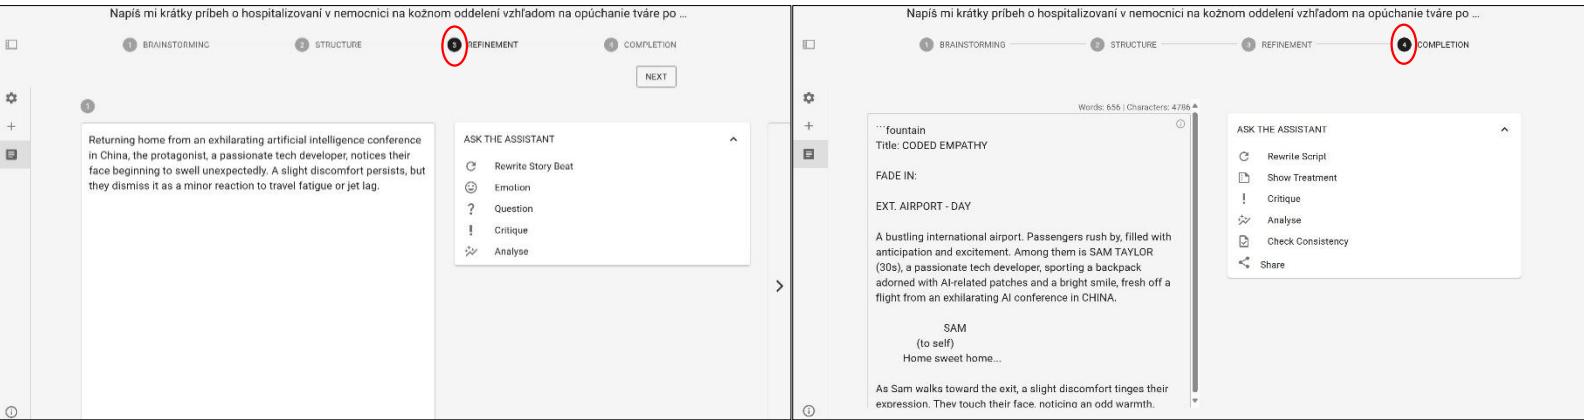 Napíš mi krátky príbeh o hospitalizovaní v nemocnici na kožnom oddelení vzhľadom na opúchanie tváre po ...
1 BRAINSTORMING
2 STRUCTURE
3 REFINEMENT
4 COMPLETION
NEXT
1
Returning home from an exhilarating artificial intelligence conference
in China, the protagonist, a passionate tech developer, notices their
face beginning to swell unexpectedly. A slight discomfort persists, but
they dismiss it as a minor reaction to travel fatigue or jet lag.
ASK THE ASSISTANT
Rewrite Story Beat
Emotion
Question
Critique
Analyse
Napíš mi krátky príbeh o hospitalizovaní v nemocnici na kožnom oddelení vzhľadom na opúchanie tváre po ...
1 BRAINSTORMING
2 STRUCTURE
3 REFINEMENT
4 COMPLETION
Words: 656 | Characters: 4786
```fountain
Title: CODED EMPATHY
FADE IN:
EXT. AIRPORT - DAY
A bustling international airport. Passengers rush by, filled with
anticipation and excitement. Among them is SAM TAYLOR
(30s), a passionate tech developer, sporting a backpack
adorned with AI-related patches and a bright smile, fresh off a
flight from an exhilarating AI conference in CHINA.
SAM
(to self)
Home sweet home...
As Sam walks toward the exit, a slight discomfort tinges their
expression. They touch their face, noticing an odd warmth.
ASK THE ASSISTANT
Rewrite Script
Show Treatment
Critique
Analyse
Check Consistency
Share